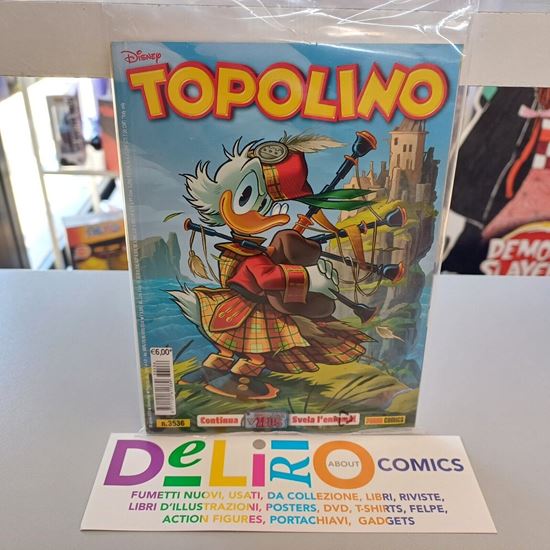 Disney
TOPOLINO
€6,00*
n. 3536
Continua
Svela l'enigma!
PANINI COMICS
DeLiRiO
ABOUT
COMICS
FUMETTI NUOVI, USATI, DA COLLEZIONE, LIBRI, RIVISTE,
LIBRI D'ILLUSTRAZIONI, POSTERS, DVD, T-SHIRTS, FELPE,
ACTION FIGURES, PORTACHIAVI, GADGETS
DEMON
SLAYER